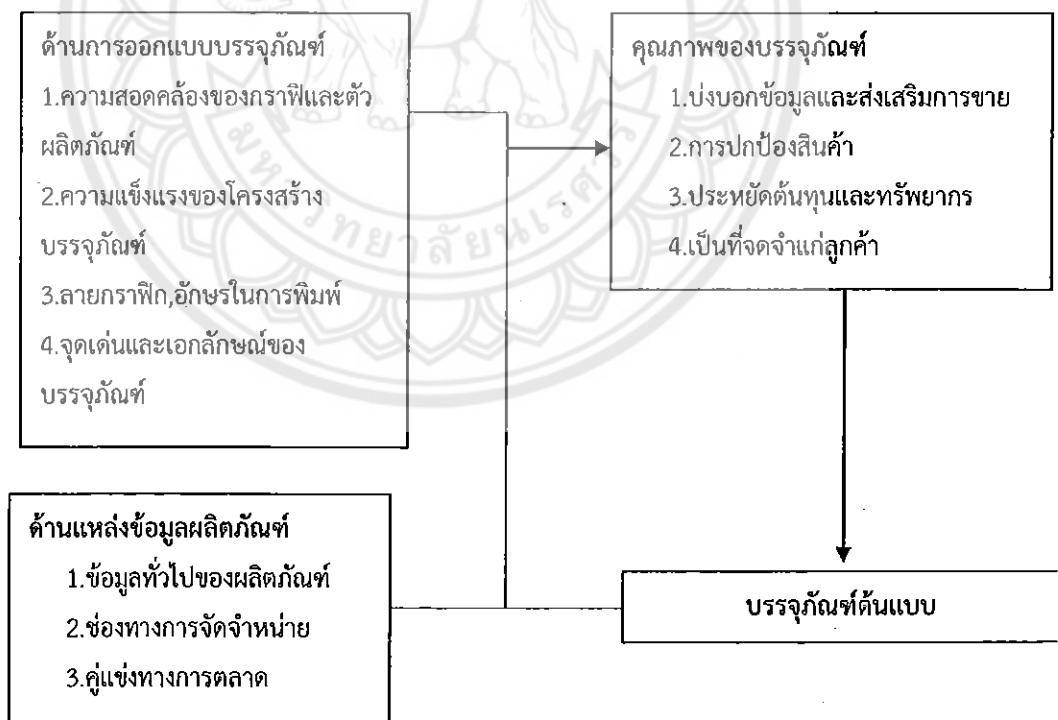 ด้านการออกแบบบรรจุภัณฑ์
1.ความสอดคล้องของกราฟิและตัว
ผลิตภัณฑ์
2.ความแข็งแรงของโครงสร้าง
บรรจุภัณฑ์
3.ลายกราฟิก,อักษรในการพิมพ์
4.จุดเด่นและเอกลักษณ์ของ
บรรจุภัณฑ์
คุณภาพของบรรจุภัณฑ์
1.บ่งบอกข้อมูลและส่งเสริมการขาย
2.การปกป้องสินค้า
3.ประหยัดต้นทุนและทรัพยากร
4.เป็นที่จดจำแก่ลูกค้า
ด้านแหล่งข้อมูลผลิตภัณฑ์
1.ข้อมูลทั่วไปของผลิตภัณฑ์
2.ช่องทางการจัดจำหน่าย
3.คู่แข่งทางการตลาด
บรรจุภัณฑ์ต้นแบบ
มหาวิทยาลัยนเรศวร